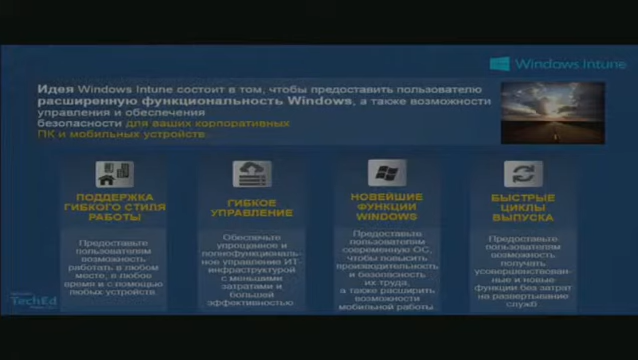 Windows Intune
Идея Windows Intune состоит в том, чтобы предоставить пользователю
расширенную функциональность Windows, а также возможности
управления и обеспечения
безопасности для ваших корпоративных
ПК и мобильных устройств.
ПОДДЕРЖКА
ГИБКОГО СТИЛЯ
РАБОТЫ
Предоставьте
пользователям
возможность
работать в любом
месте, в любое
время и с помощью
любых устройств.
ГИБКОЕ
УПРАВЛЕНИЕ
Обеспечьте
упрощенное и
полнофункциональ-
ное управление ИТ-
инфраструктурой
с меньшими
затратами и
большей
эффективностью
НОВЕЙШИЕ
ФУНКЦИИ
WINDOWS
Предоставьте
пользователям
современную ОС,
чтобы повысить
производительность
и безопасность
их труда,
а также расширить
возможности
мобильной работы.
БЫСТРЫЕ
ЦИКЛЫ
ВЫПУСКА
Предоставьте
пользователям
возможность
получать
усовершенствован-
ные и новые
функции без затрат
на развертывание
служб
TechEd